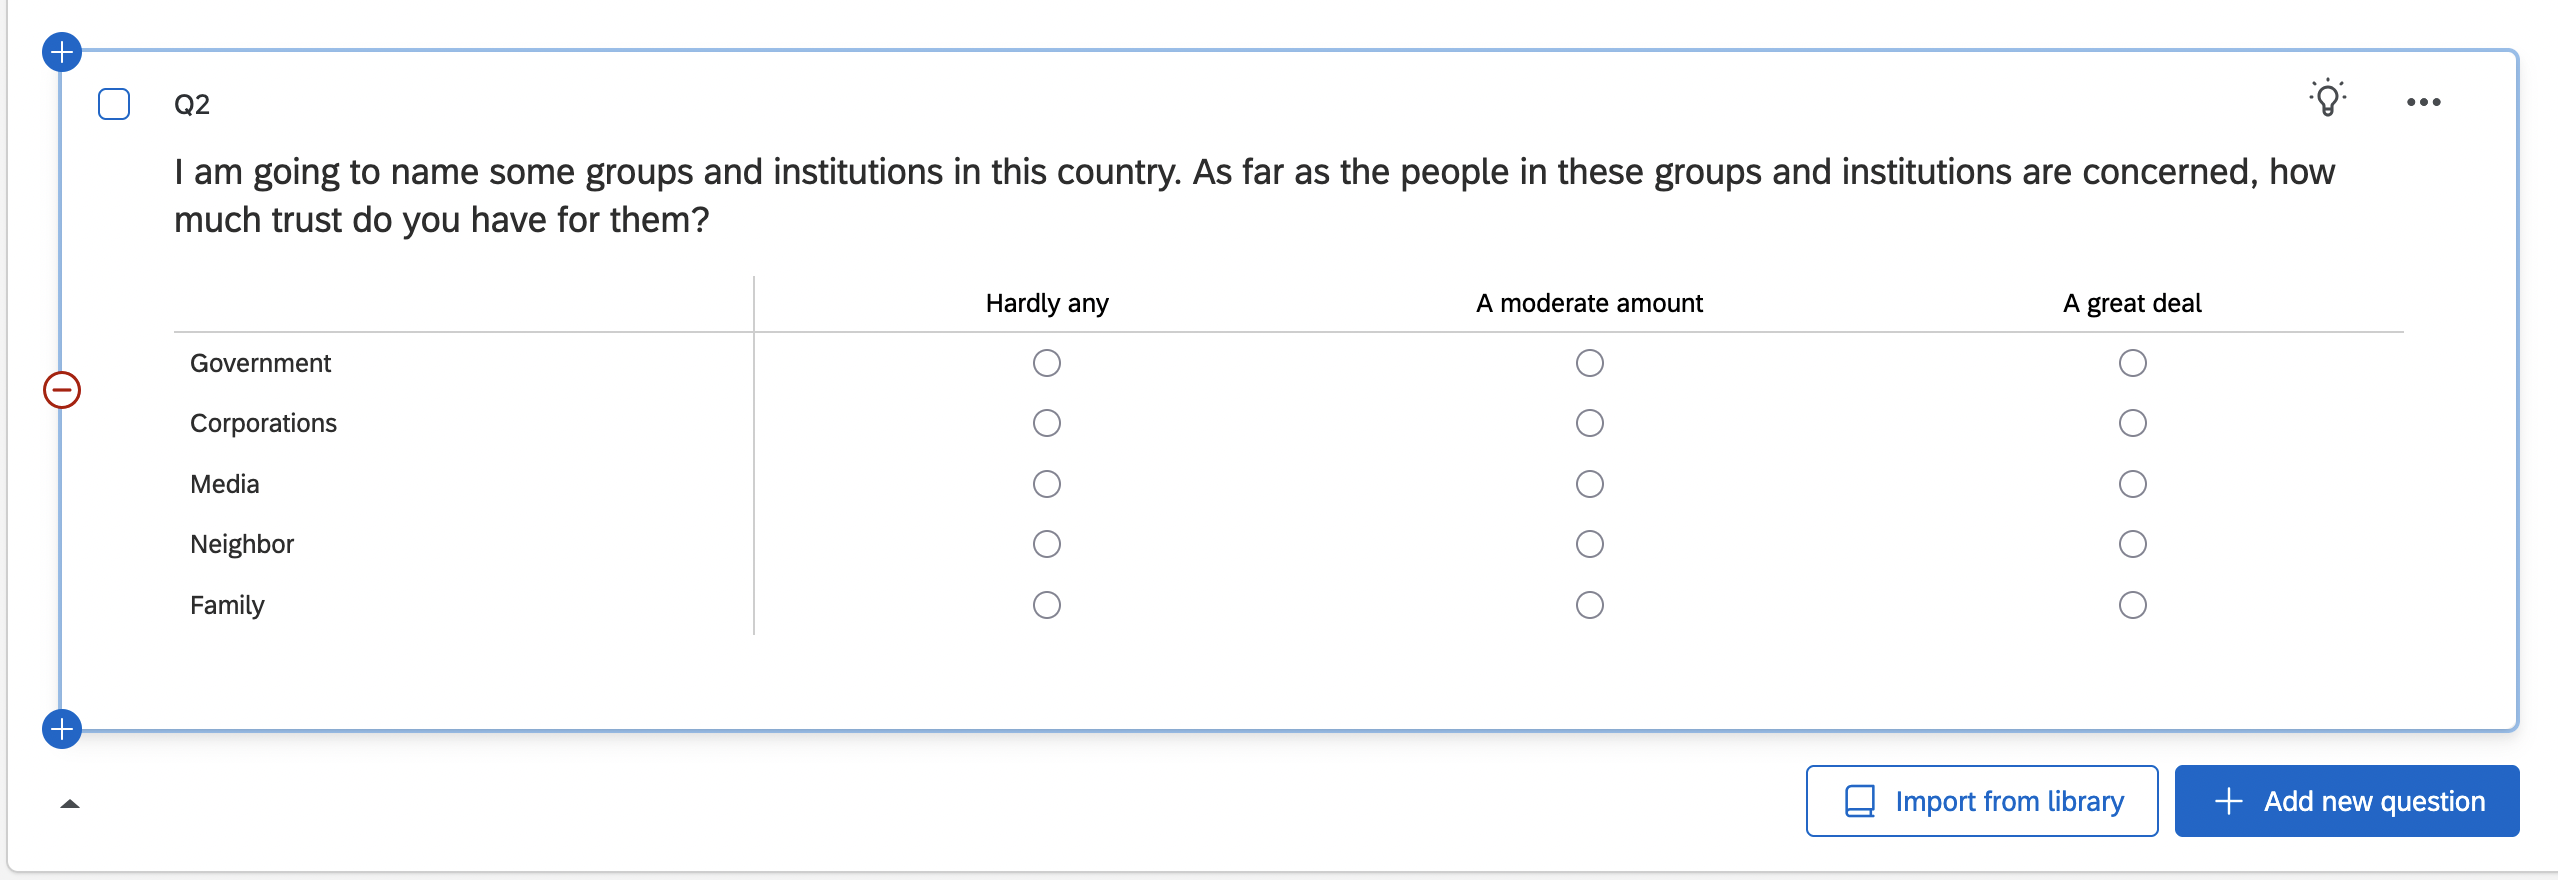 Q2
I am going to name some groups and institutions in this country. As far as the people in these groups and institutions are concerned, how
much trust do you have for them?
Hardly any A moderate amount A great deal
Government
Corporations
Media
Neighbor
Family
Import from library Add new question